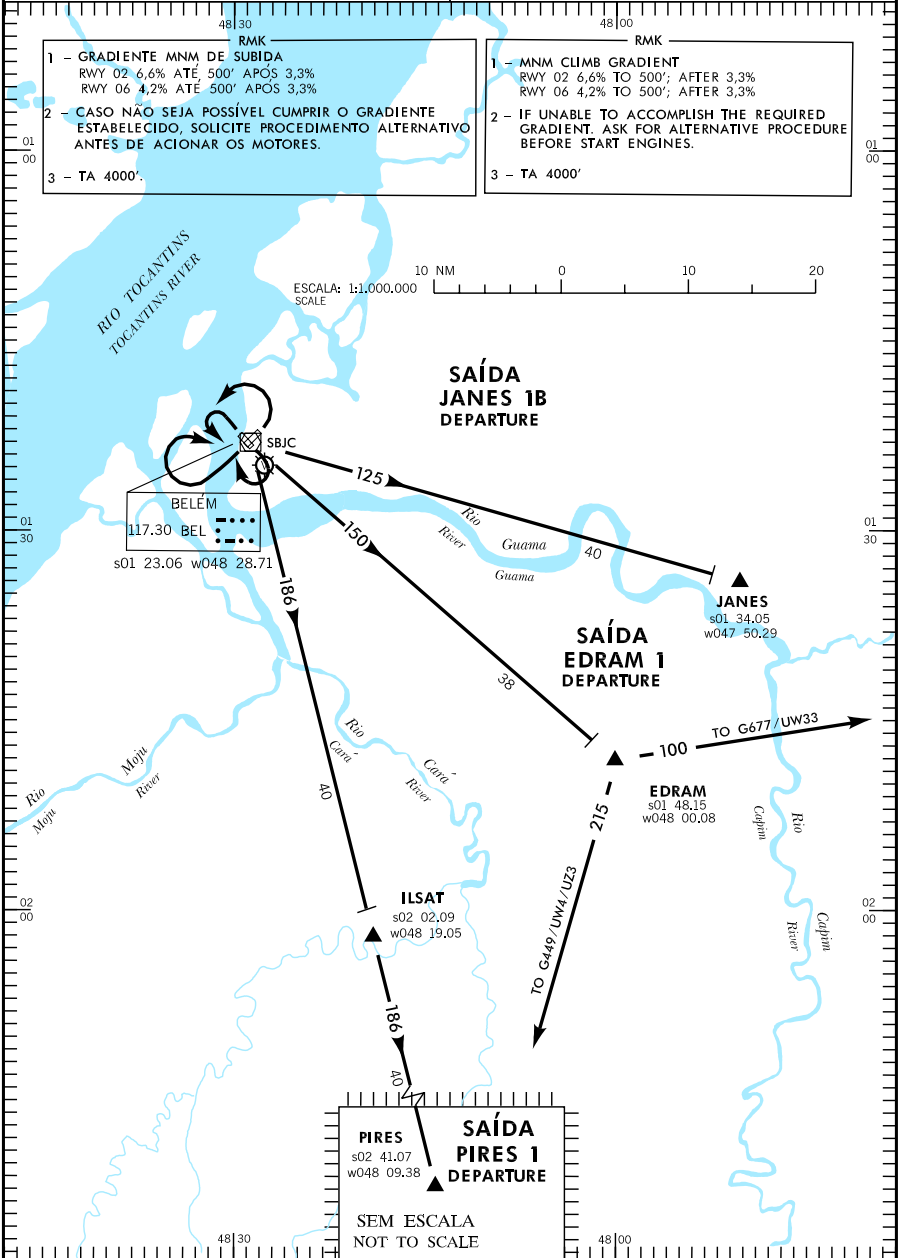 48 30
48 00
RMK
1 – GRADIENTE MNM DE SUBIDA
RWY 02 6,6% ATÉ 500' APÓS 3,3%
RWY 06 4,2% ATÉ 500' APÓS 3,3%
2 – CASO NÃO SEJA POSSÍVEL CUMPRIR O GRADIENTE
ESTABELECIDO, SOLICITE PROCEDIMENTO ALTERNATIVO
ANTES DE ACIONAR OS MOTORES.
3 – TA 4000'.
RMK
1 – MNM CLIMB GRADIENT
RWY 02 6,6% TO 500'; AFTER 3,3%
RWY 06 4,2% TO 500'; AFTER 3,3%
2 – IF UNABLE TO ACCOMPLISH THE REQUIRED
GRADIENT. ASK FOR ALTERNATIVE PROCEDURE
BEFORE START ENGINES.
3 – TA 4000'
01
00
01
00
RIO TOCANTINS
TOCANTINS RIVER
10 NM 0 10 20
ESCALA: 1:1.000.000
SCALE
SAÍDA
JANES 1B
DEPARTURE
SBJC
125
40
BELÉM
117.30 BEL
s01 23.06 w048 28.71
150
38
186
40
Rio
River
Guama
Guama
01
30
01
30
JANES
s01 34.05
w047 50.29
SAÍDA
EDRAM 1
DEPARTURE
100
TO G677/UW33
EDRAM
s01 48.15
w048 00.08
215
TO G449/UW4/UZ3
Rio
Moju
Moju
River
Rio
Cará
Cará
River
Rio
Capim
Capim
River
02
00
02
00
ILSAT
s02 02.09
w048 19.05
186
40
PIRES
s02 41.07
w048 09.38
SAÍDA
PIRES 1
DEPARTURE
SEM ESCALA
NOT TO SCALE
48 30
48 00